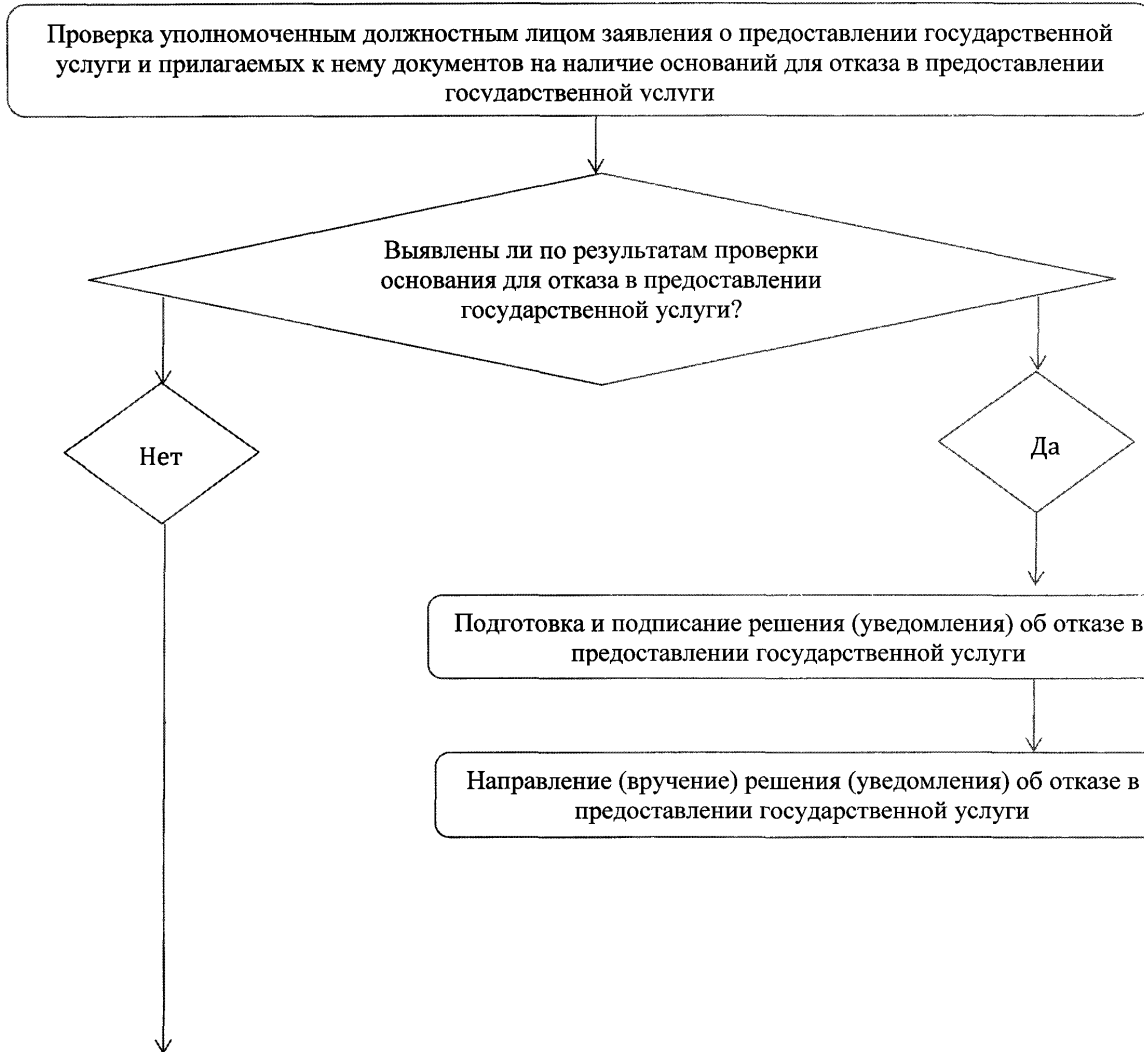 Проверка уполномоченным должностным лицом заявления о предоставлении государственной
услуги и прилагаемых к нему документов на наличие оснований для отказа в предоставлении
государственной услуги
Выявлены ли по результатам проверки
основания для отказа в предоставлении
государственной услуги?
Нет
Да
Подготовка и подписание решения (уведомления) об отказе в
предоставлении государственной услуги
Направление (вручение) решения (уведомления) об отказе в
предоставлении государственной услуги